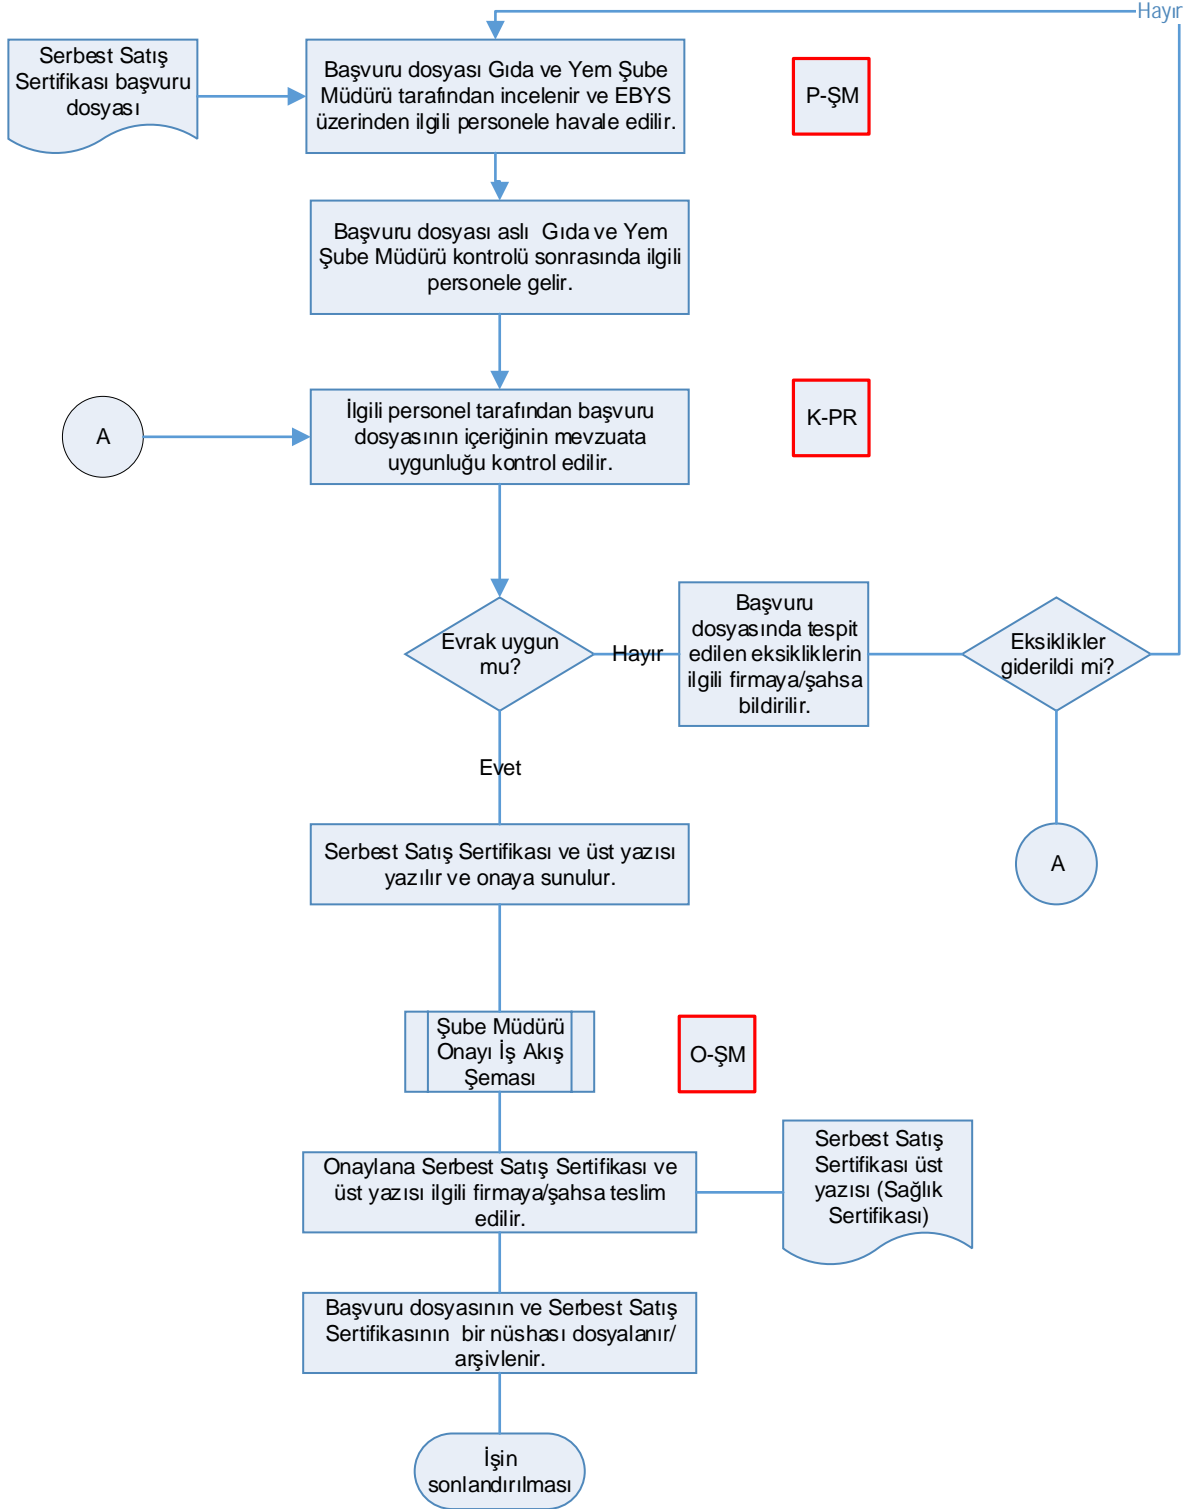 Hayır
Serbest Satış
Sertifikası başvuru
dosyası
Başvuru dosyası Gıda ve Yem Şube
Müdürü tarafından incelenir ve EBYS
üzerinden ilgili personele havale edilir.
P-ŞM
Başvuru dosyası aslı Gıda ve Yem
Şube Müdürü kontrolü sonrasında ilgili
personele gelir.
A
İlgili personel tarafından başvuru
dosyasının içeriğinin mevzuata
uygunluğu kontrol edilir.
K-PR
Evrak uygun
mu?
Hayır
Başvuru
dosyasında tespit
edilen eksikliklerin
ilgili firmaya/şahsa
bildirilir.
Eksiklikler
giderildi mi?
Evet
Serbest Satış Sertifikası ve üst yazısı
yazılır ve onaya sunulur.
A
Şube Müdürü
Onayı İş Akış
Şeması
O-ŞM
Onaylana Serbest Satış Sertifikası ve
üst yazısı ilgili firmaya/şahsa teslim
edilir.
Serbest Satış
Sertifikası üst
yazısı (Sağlık
Sertifikası)
Başvuru dosyasının ve Serbest Satış
Sertifikasının bir nüshası dosyalanır/
arşivlenir.
İşin
sonlandırılması